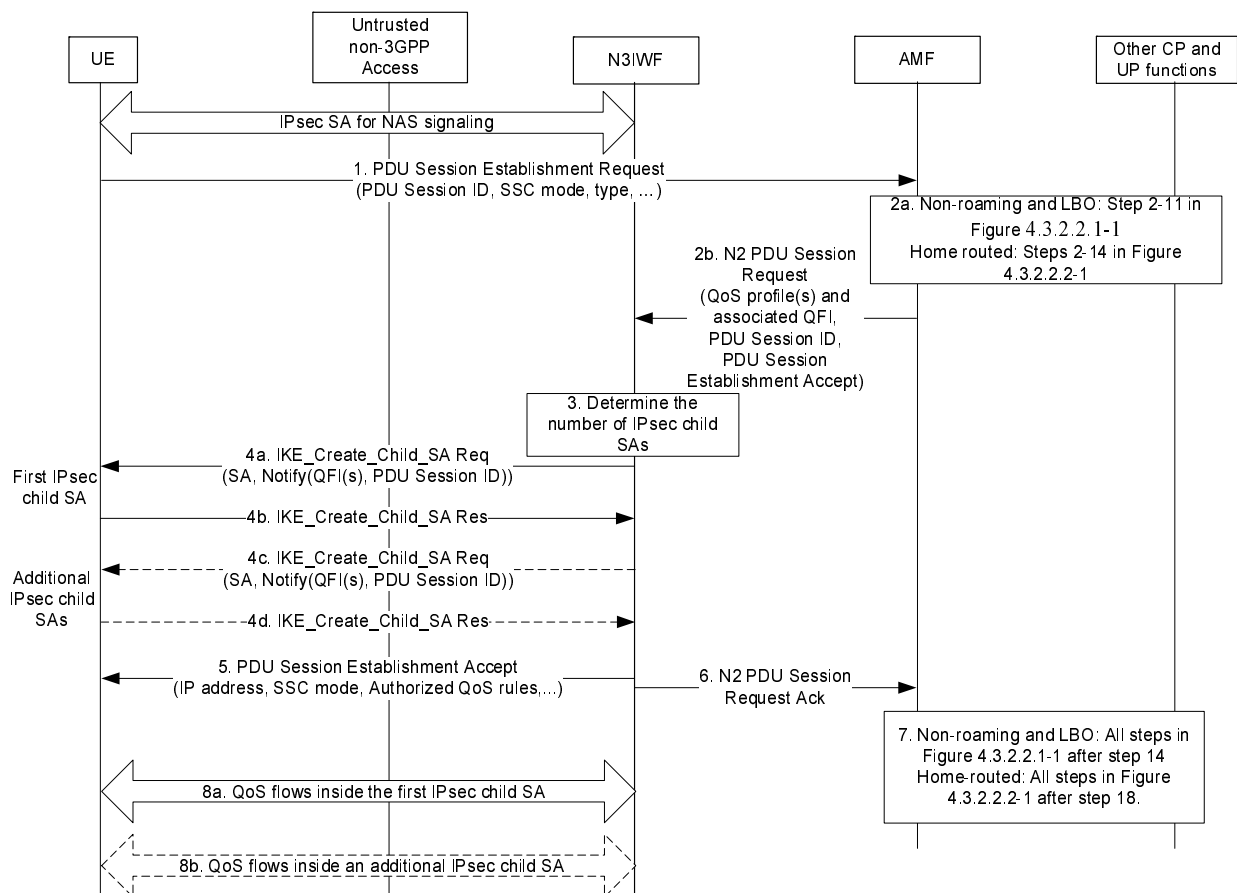 UE
Untrusted
non-3GPP
Access
N3IWF
AMF
Other CP and
UP functions
IPsec SA for NAS signaling
1. PDU Session Establishment Request
(PDU Session ID, SSC mode, type, ...)
2a. Non-roaming and LBO: Step 2-11 in
Figure 4.3.2.2.1-1
Home routed: Steps 2-14 in Figure
4.3.2.2.2-1
2b. N2 PDU Session
Request
(QoS profile(s) and
associated QFI,
PDU Session ID,
PDU Session
Establishment Accept)
3. Determine the
number of IPsec child
SAs
First IPsec
child SA
4a. IKE_Create_Child_SA Req
(SA, Notify(QFI(s), PDU Session ID))
4b. IKE_Create_Child_SA Res
Additional
IPsec child
SAs
4c. IKE_Create_Child_SA Req
(SA, Notify(QFI(s), PDU Session ID))
4d. IKE_Create_Child_SA Res
5. PDU Session Establishment Accept
(IP address, SSC mode, Authorized QoS rules,...)
6. N2 PDU Session
Request Ack
7. Non-roaming and LBO: All steps in
Figure 4.3.2.2.1-1 after step 14
Home-routed: All steps in Figure
4.3.2.2.2-1 after step 18.
8a. QoS flows inside the first IPsec child SA
8b. QoS flows inside an additional IPsec child SA